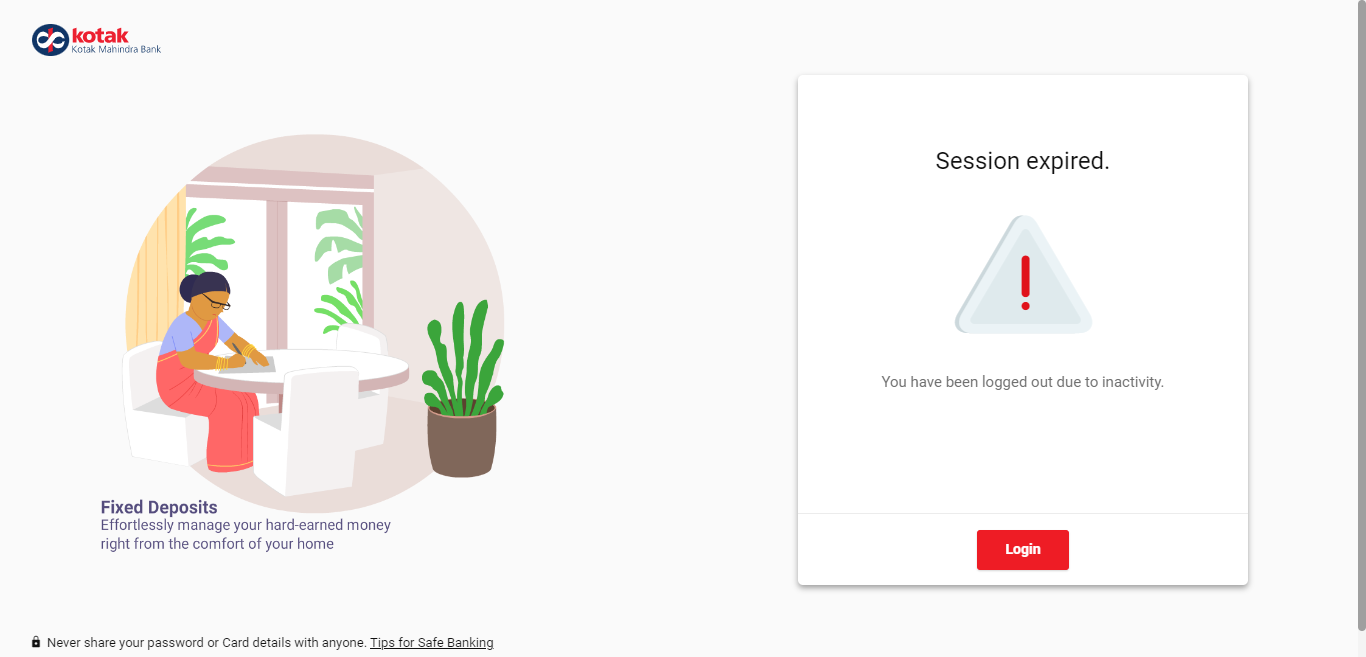 kotak
Kotak Mahindra Bank
Session expired.
You have been logged out due to inactivity.
Login
Fixed Deposits
Effortlessly manage your hard-earned money
right from the comfort of your home
Never share your password or Card details with anyone. Tips for Safe Banking